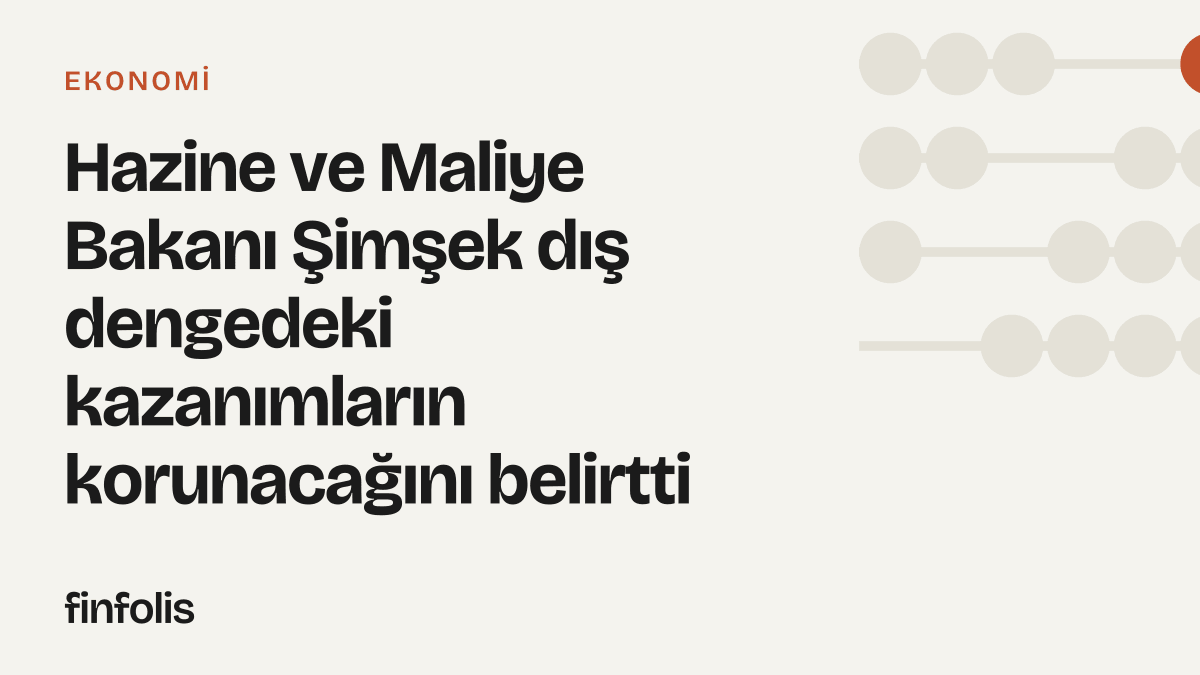 EKONOMİ
Hazine ve Maliye
Bakanı Şimşek dış
dengedeki
kazanımların
korunacağını belirtti
finfolis